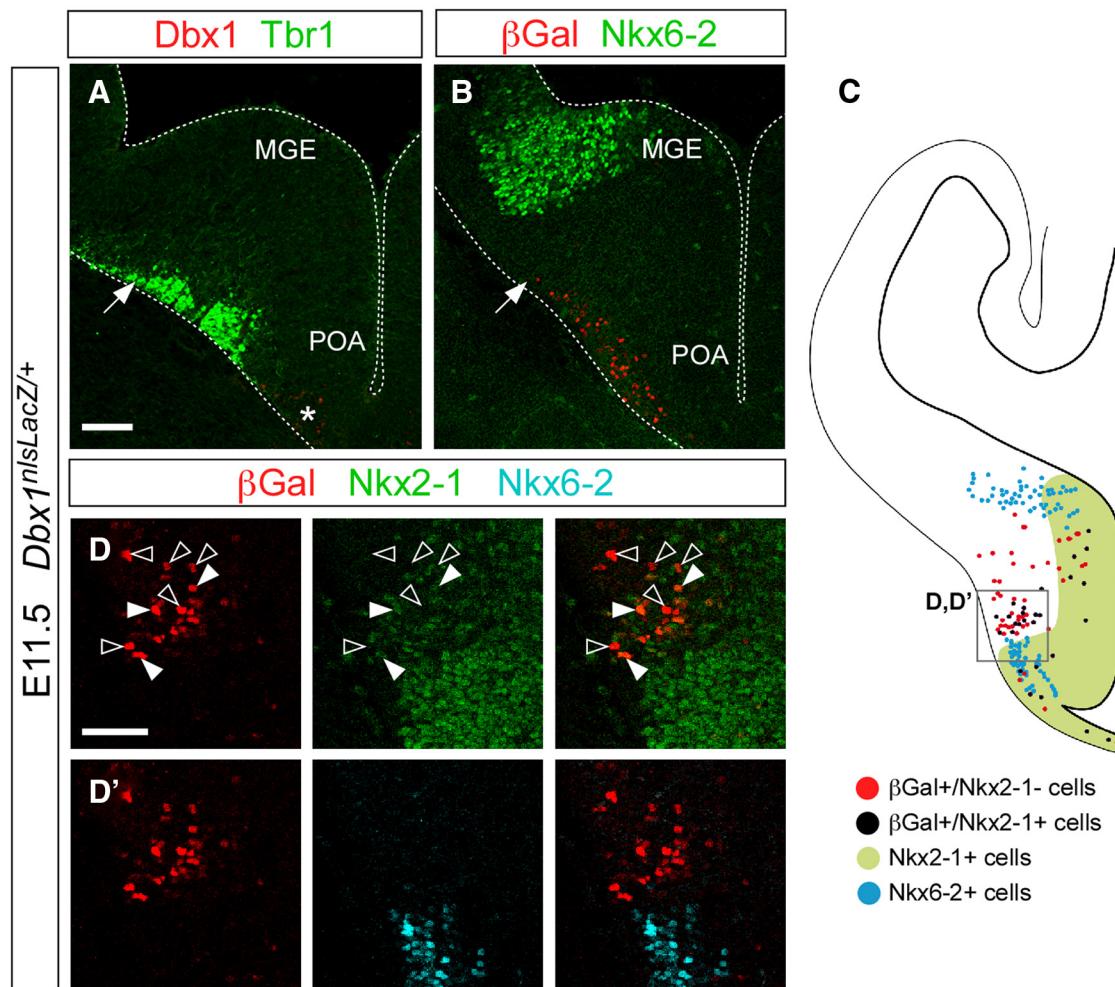 Dbx1 Tbr1
βGal Nkx6-2
E11.5 Dbx1nlsLacZ/+
A
MGE
POA
*
B
MGE
POA
C
D,D’
βGal Nkx2-1 Nkx6-2
D
D’
βGal+/Nkx2-1- cells
βGal+/Nkx2-1+ cells
Nkx2-1+ cells
Nkx6-2+ cells